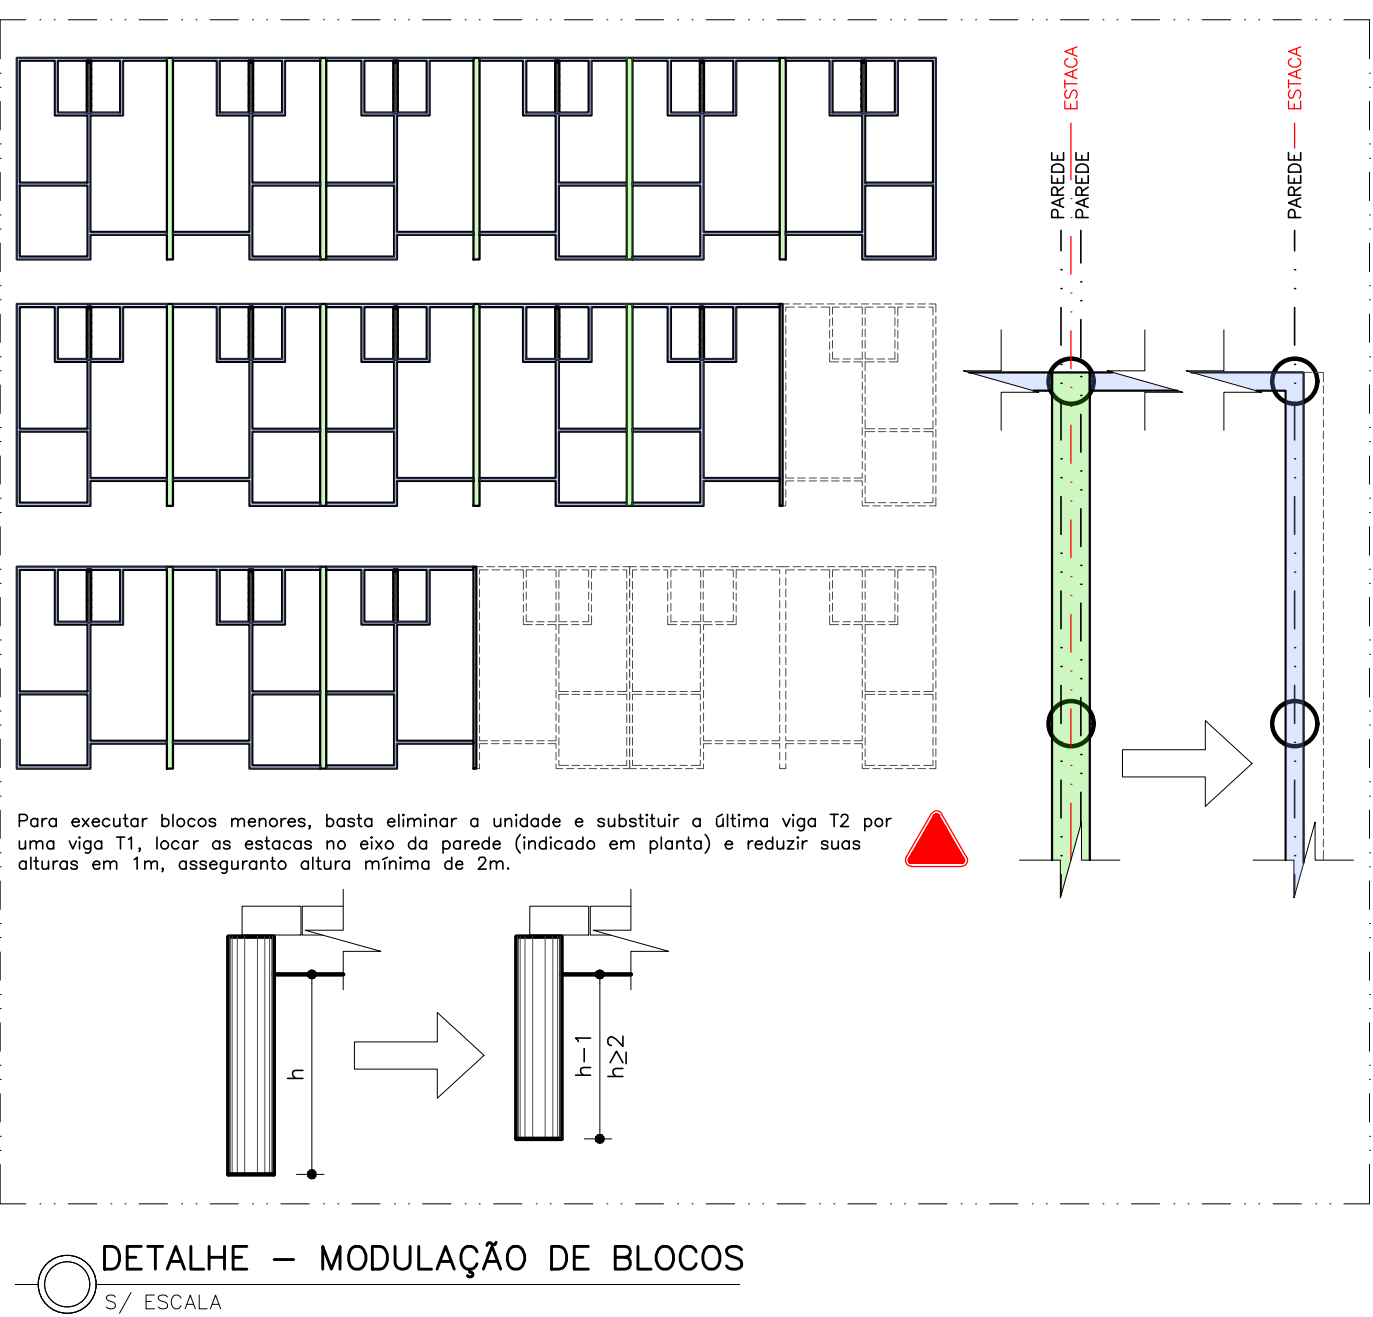 ESTACA
ESTACA
PAREDE
PAREDE
PAREDE
Para executar blocos menores, basta eliminar a unidade e substituir a última viga T2 por
uma viga T1, locar as estacas no eixo da parede (indicado em planta) e reduzir suas
alturas em 1m, asseguranto altura mínima de 2m.
h
h-1
h≥2
DETALHE - MODULAÇÃO DE BLOCOS
S/ ESCALA